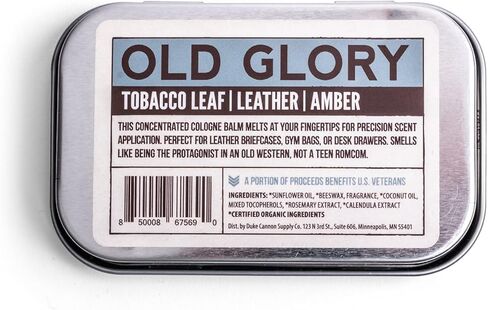 OLD GLORY
TOBACCO LEAF | LEATHER | AMBER
THIS CONCENTRATED COLOGNE BALM MELTS AT YOUR FINGERTIPS FOR PRECISION SCENT
APPLICATION. PERFECT FOR LEATHER BRIEFCASES, GYM BAGS, OR DESK DRAWERS. SMELLS
LIKE BEING THE PROTAGONIST IN AN OLD WESTERN, NOT A TEEN ROMCOM.
A PORTION OF PROCEEDS BENEFITS U.S. VETERANS
INGREDIENTS: *SUNFLOWER OIL, *BEESWAX, FRAGRANCE, *COCONUT OIL,
MIXED TOCOPHEROLS, *ROSEMARY EXTRACT, *CALENDULA EXTRACT
*CERTIFIED ORGANIC INGREDIENTS
Dist. by Duke Cannon Supply Co. 123 N 3rd St., Suite 606, Minneapolis, MN 55401
8 50008 67569 0